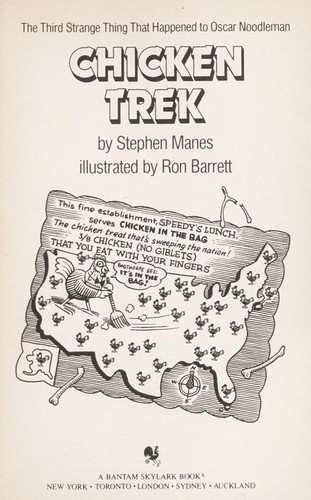 The Third Strange Thing That Happened to Oscar Noodleman
CHICKEN
TREK
by Stephen Manes
illustrated by Ron Barrett
This fine establishment, SPEEDY'S LUNCH,
serves CHICKEN IN THE BAG
The chicken treat that's sweeping the nation!
3/8 CHICKEN (NO GIBLETS)
THAT YOU EAT WITH YOUR FINGERS
BAGTHORPE SEZ:
IT'S IN THE
BAG!
N
W
E
S
A BANTAM SKYLARK BOOK®
NEW YORK • TORONTO • LONDON • SYDNEY • AUCKLAND